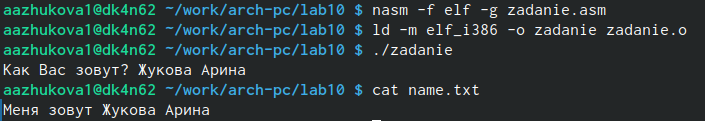 aazhukova1@dk4n62 ~/work/arch-pc/lab10 $ nasm -f elf -g zadanie.asm
aazhukova1@dk4n62 ~/work/arch-pc/lab10 $ ld -m elf_i386 -o zadanie zadanie.o
aazhukova1@dk4n62 ~/work/arch-pc/lab10 $ ./zadanie
Как Вас зовут? Жукова Арина
aazhukova1@dk4n62 ~/work/arch-pc/lab10 $ cat name.txt
Меня зовут Жукова Арина